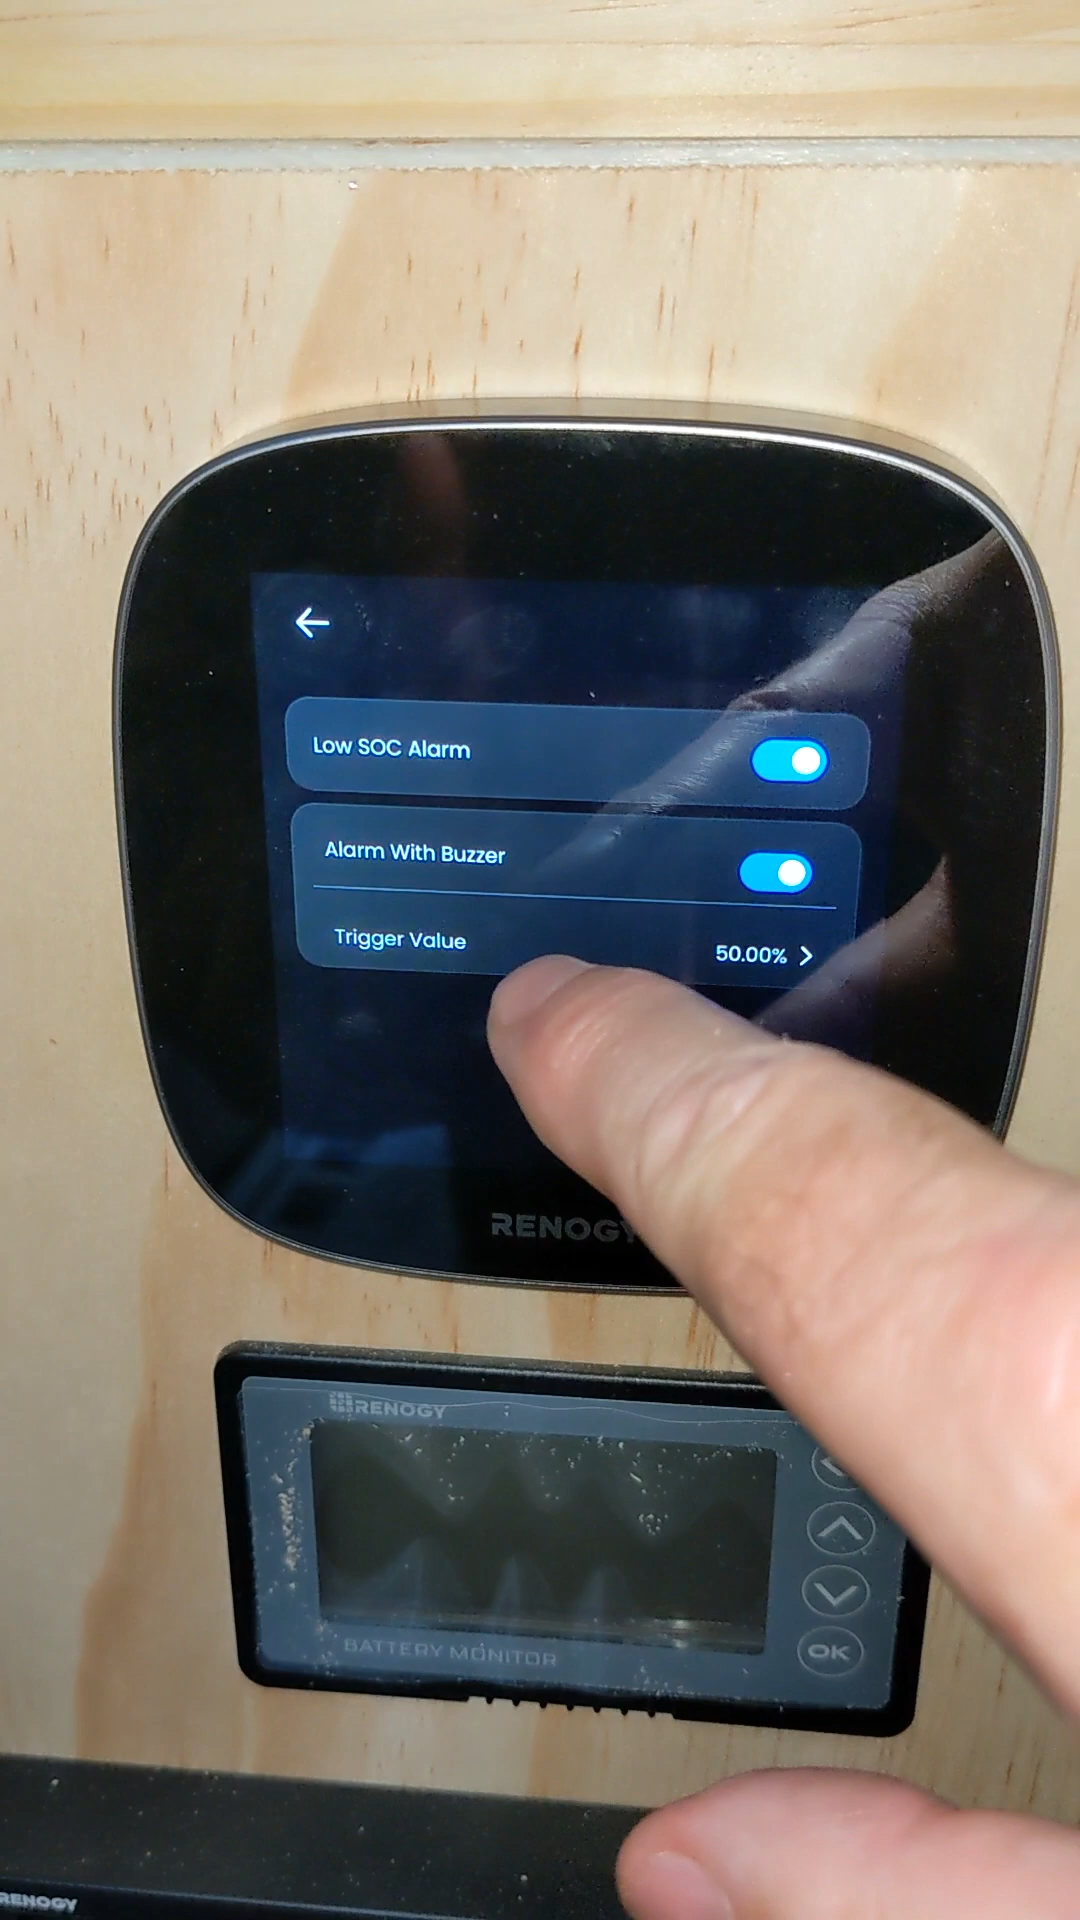 Low SOC Alarm
Alarm With Buzzer
Trigger Value 50.00%
RENOGY
RENOGY
BATTERY MONITOR
OK
RENOGY